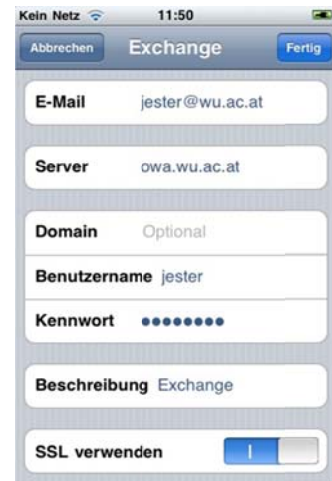 Kein Netz 11:50
Abbrechen Exchange Fertig
E-Mail jester@wu.ac.at
Server owa.wu.ac.at
Domain Optional
Benutzername jester
Kennwort ●●●●●●●●
Beschreibung Exchange
SSL verwenden